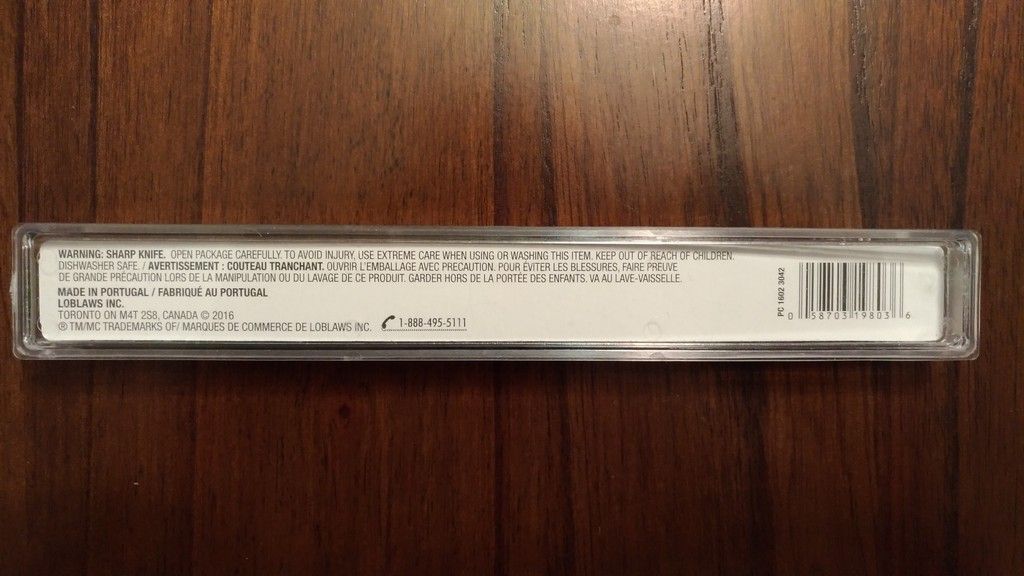 WARNING: SHARP KNIFE. OPEN PACKAGE CAREFULLY. TO AVOID INJURY, USE EXTREME CARE WHEN USING OR WASHING THIS ITEM. KEEP OUT OF REACH OF CHILDREN.
DISHWASHER SAFE. / AVERTISSEMENT : COUTEAU TRANCHANT. OUVRIR L'EMBALLAGE AVEC PRECAUTION. POUR ÉVITER LES BLESSURES, FAIRE PREUVE
DE GRANDE PRÉCAUTION LORS DE LA MANIPULATION OU DU LAVAGE DE CE PRODUIT. GARDER HORS DE LA PORTÉE DES ENFANTS. VA AU LAVE-VAISSELLE.
MADE IN PORTUGAL / FABRIQUÉ AU PORTUGAL
LOBLAWS INC.
TORONTO ON M4T 2S8, CANADA © 2016
®TM/MC TRADEMARKS OF/ MARQUES DE COMMERCE DE LOBLAWS INC. 1-888-495-5111
PD 1602 3042
0 58703 19803 6